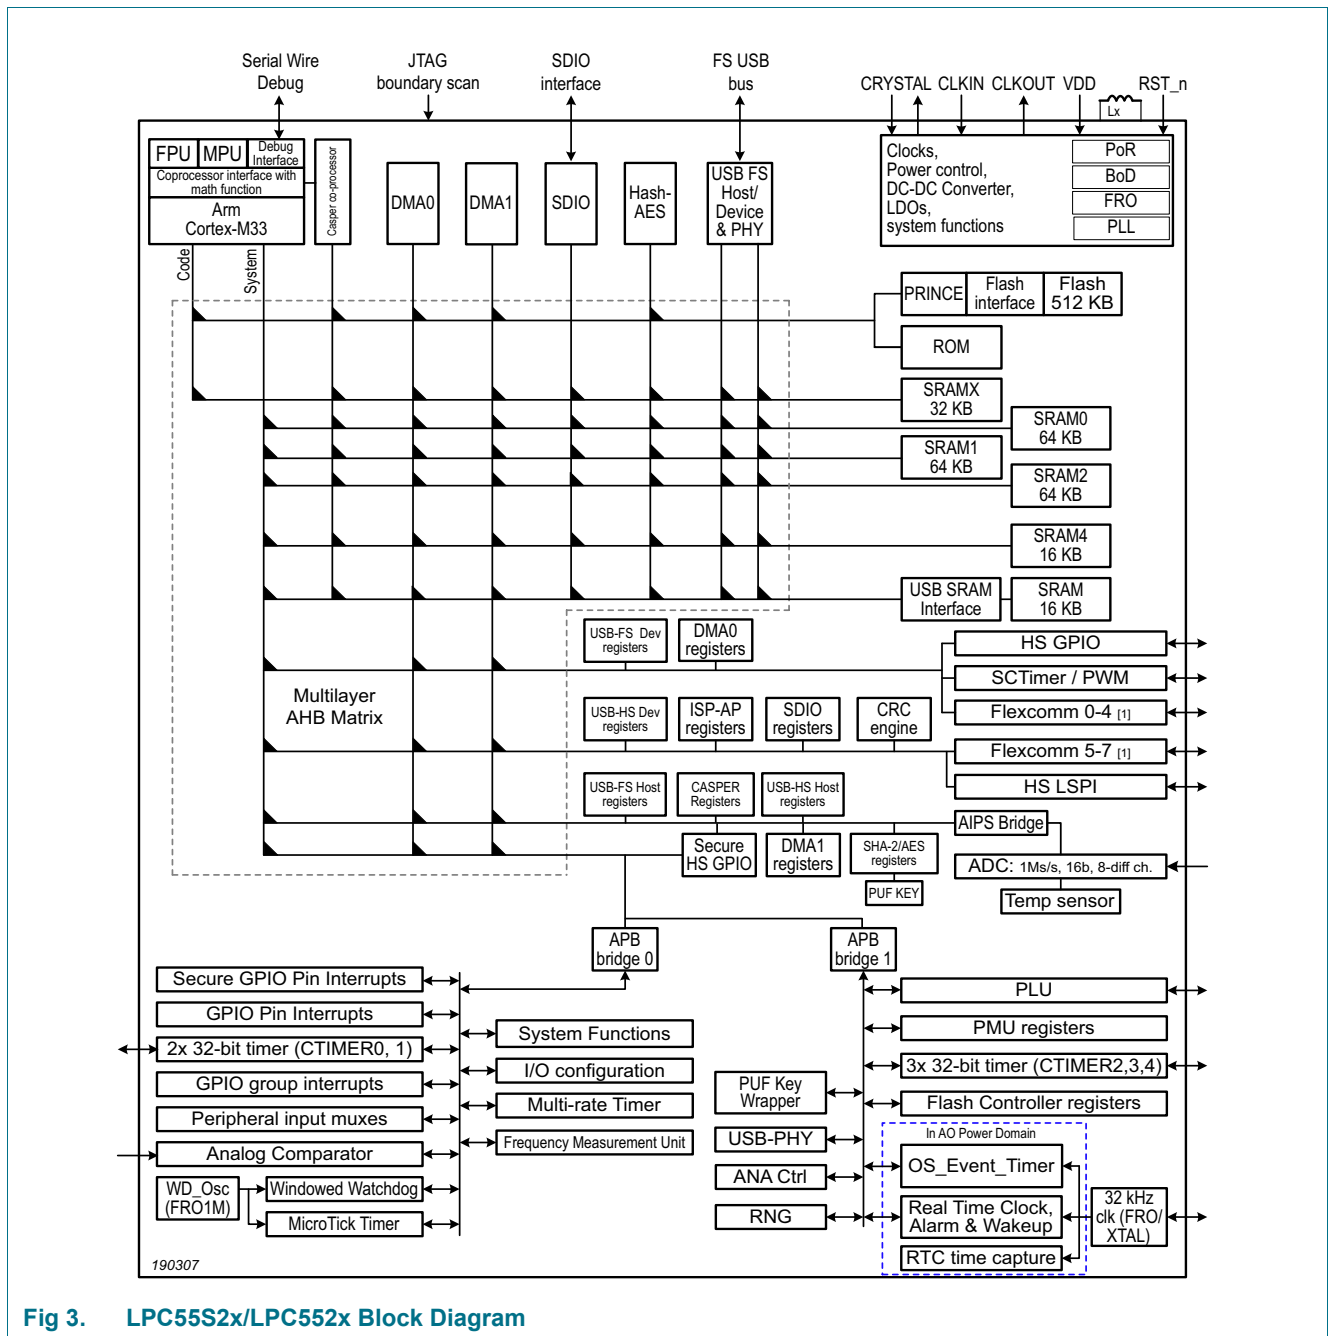 Serial Wire
Debug
JTAG
boundary scan
SDIO
interface
FS USB
bus
CRYSTAL
CLKIN
CLKOUT
VDD
Lx
RST_n
FPU
MPU
Debug
Interface
Coprocessor interface with
math function
Arm
Cortex-M33
Casper co-processor
DMA0
DMA1
SDIO
Hash-
AES
USB FS
Host/
Device
& PHY
Clocks,
Power control,
DC-DC Converter,
LDOs,
system functions
PoR
BoD
FRO
PLL
Code
System
PRINCE
Flash
interface
Flash
512 KB
ROM
SRAMX
32 KB
SRAM0
64 KB
SRAM1
64 KB
SRAM2
64 KB
SRAM4
16 KB
USB SRAM
Interface
SRAM
16 KB
Multilayer
AHB Matrix
USB-FS Dev
registers
DMA0
registers
HS GPIO
SCTimer / PWM
Flexcomm 0-4 [1]
USB-HS Dev
registers
ISP-AP
registers
SDIO
registers
CRC
engine
Flexcomm 5-7 [1]
HS LSPI
USB-FS Host
registers
CASPER
Registers
USB-HS Host
registers
AIPS Bridge
Secure
HS GPIO
DMA1
registers
SHA-2/AES
registers
PUF KEY
ADC: 1Ms/s, 16b, 8-diff ch.
Temp sensor
APB
bridge 0
APB
bridge 1
Secure GPIO Pin Interrupts
GPIO Pin Interrupts
2x 32-bit timer (CTIMER0, 1)
GPIO group interrupts
Peripheral input muxes
Analog Comparator
WD_Osc
(FRO1M)
Windowed Watchdog
MicroTick Timer
System Functions
I/O configuration
Multi-rate Timer
Frequency Measurement Unit
PUF Key
Wrapper
USB-PHY
ANA Ctrl
RNG
PLU
PMU registers
3x 32-bit timer (CTIMER2,3,4)
Flash Controller registers
In AO Power Domain
OS_Event_Timer
Real Time Clock,
Alarm & Wakeup
RTC time capture
32 kHz
clk (FRO/
XTAL)
190307
Fig 3. LPC55S2x/LPC552x Block Diagram